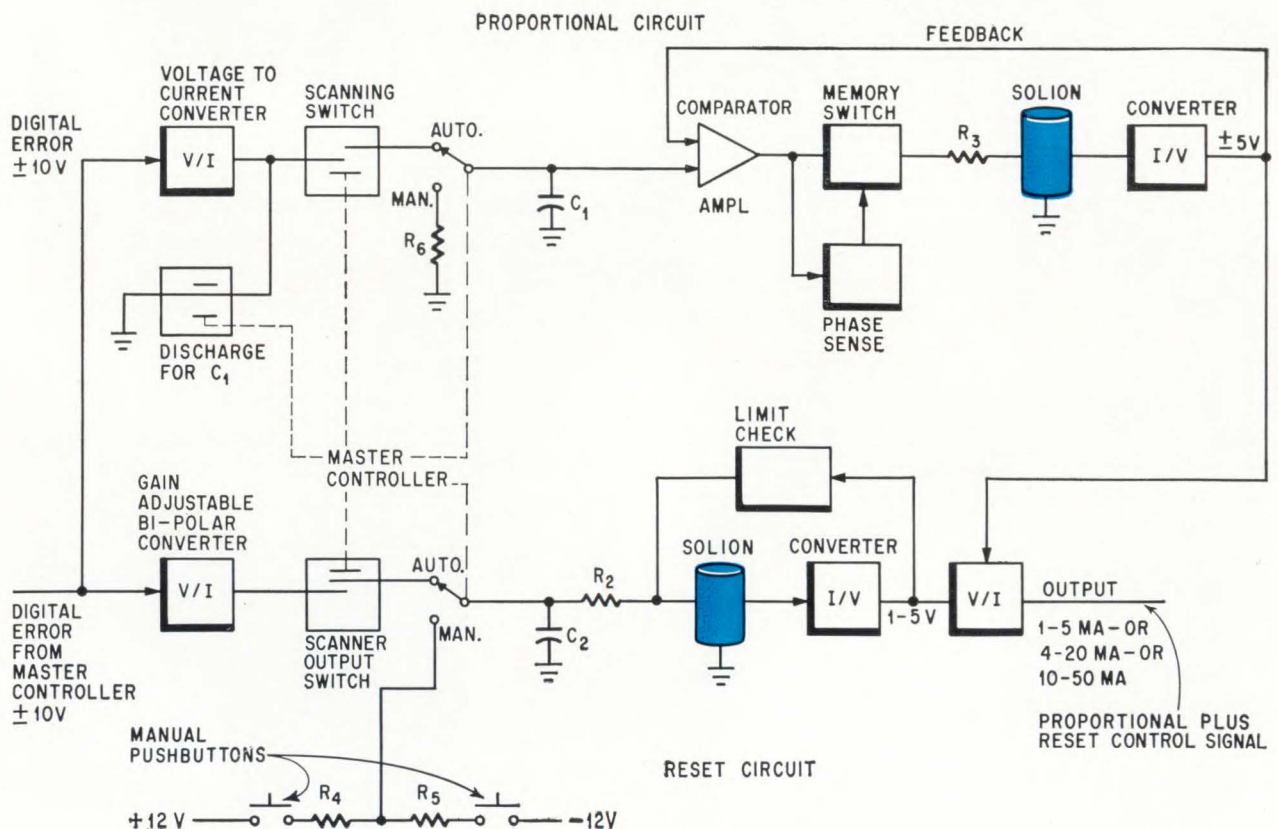 PROPORTIONAL CIRCUIT
FEEDBACK
VOLTAGE TO
CURRENT
CONVERTER
SCANNING
SWITCH
COMPARATOR
MEMORY
SWITCH
SOLION
CONVERTER
DIGITAL
ERROR
±10V
V/I
AUTO.
R3
I/V
±5V
MAN.
C1
AMPL
R6
DISCHARGE
FOR C1
PHASE
SENSE
LIMIT
CHECK
MASTER
CONTROLLER
GAIN
ADJUSTABLE
BI-POLAR
CONVERTER
SOLION
CONVERTER
V/I
AUTO.
R2
I/V
1-5V
V/I
OUTPUT
1-5 MA-OR
4-20 MA-OR
10-50 MA
DIGITAL
ERROR
FROM
MASTER
CONTROLLER
±10V
SCANNER
OUTPUT
SWITCH
MAN.
C2
PROPORTIONAL PLUS
RESET CONTROL SIGNAL
MANUAL
PUSHBUTTONS
RESET CIRCUIT
R4
R5
+12 V
-12V